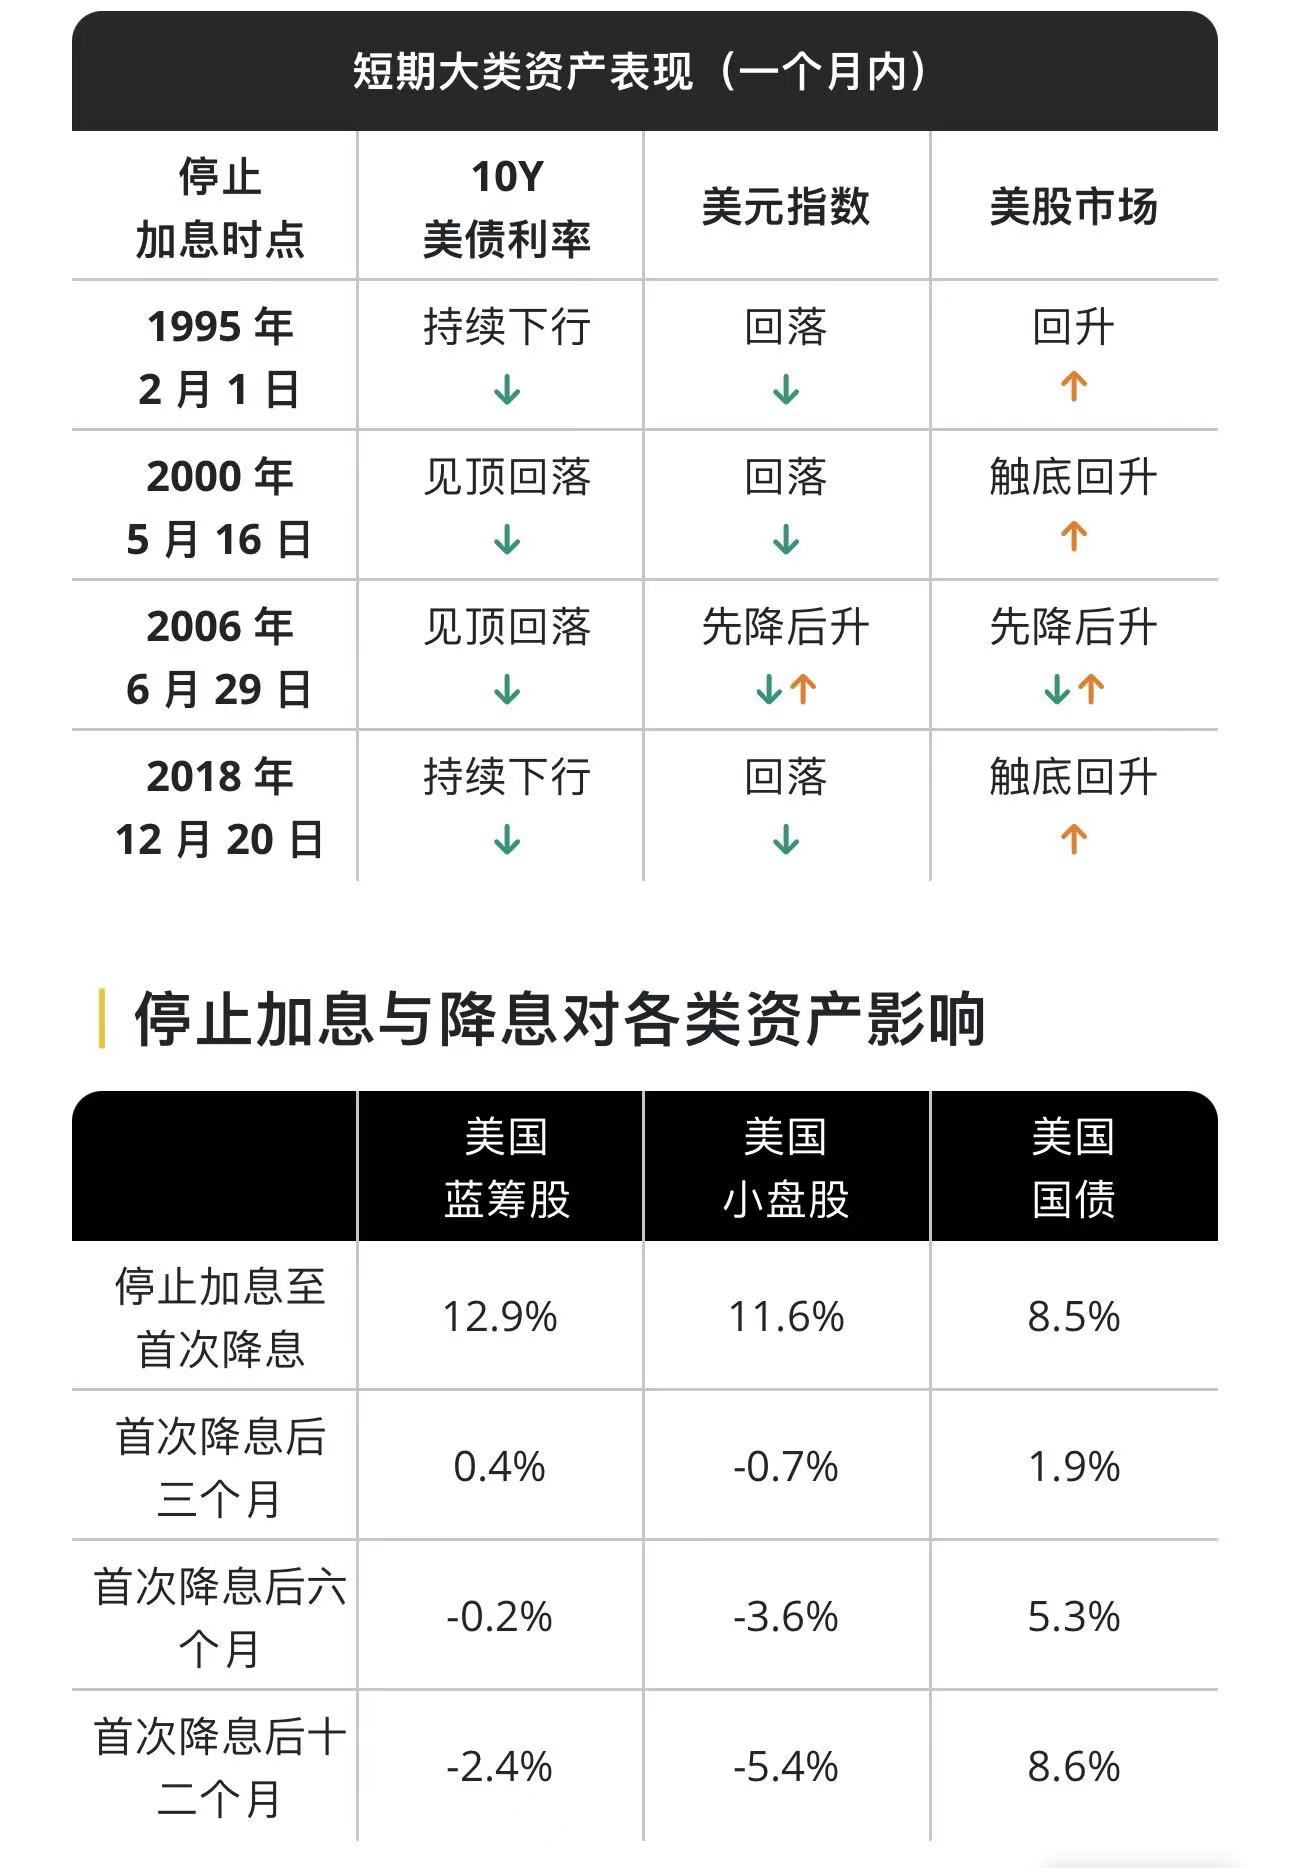 短期大类资产表现（一个月内）
停止
加息时点
10Y
美债利率
美元指数
美股市场
1995 年
2 月 1 日
持续下行
↓
回落
↓
回升
↑
2000 年
5 月 16 日
见顶回落
↓
回落
↓
触底回升
↑
2006 年
6 月 29 日
见顶回落
↓
先降后升
↓↑
先降后升
↓↑
2018 年
12 月 20 日
持续下行
↓
回落
↓
触底回升
↑
停止加息与降息对各类资产影响
美国
蓝筹股
美国
小盘股
美国
国债
停止加息至
首次降息
12.9%
11.6%
8.5%
首次降息后
三个月
0.4%
-0.7%
1.9%
首次降息后六
个月
-0.2%
-3.6%
5.3%
首次降息后十
二个月
-2.4%
-5.4%
8.6%